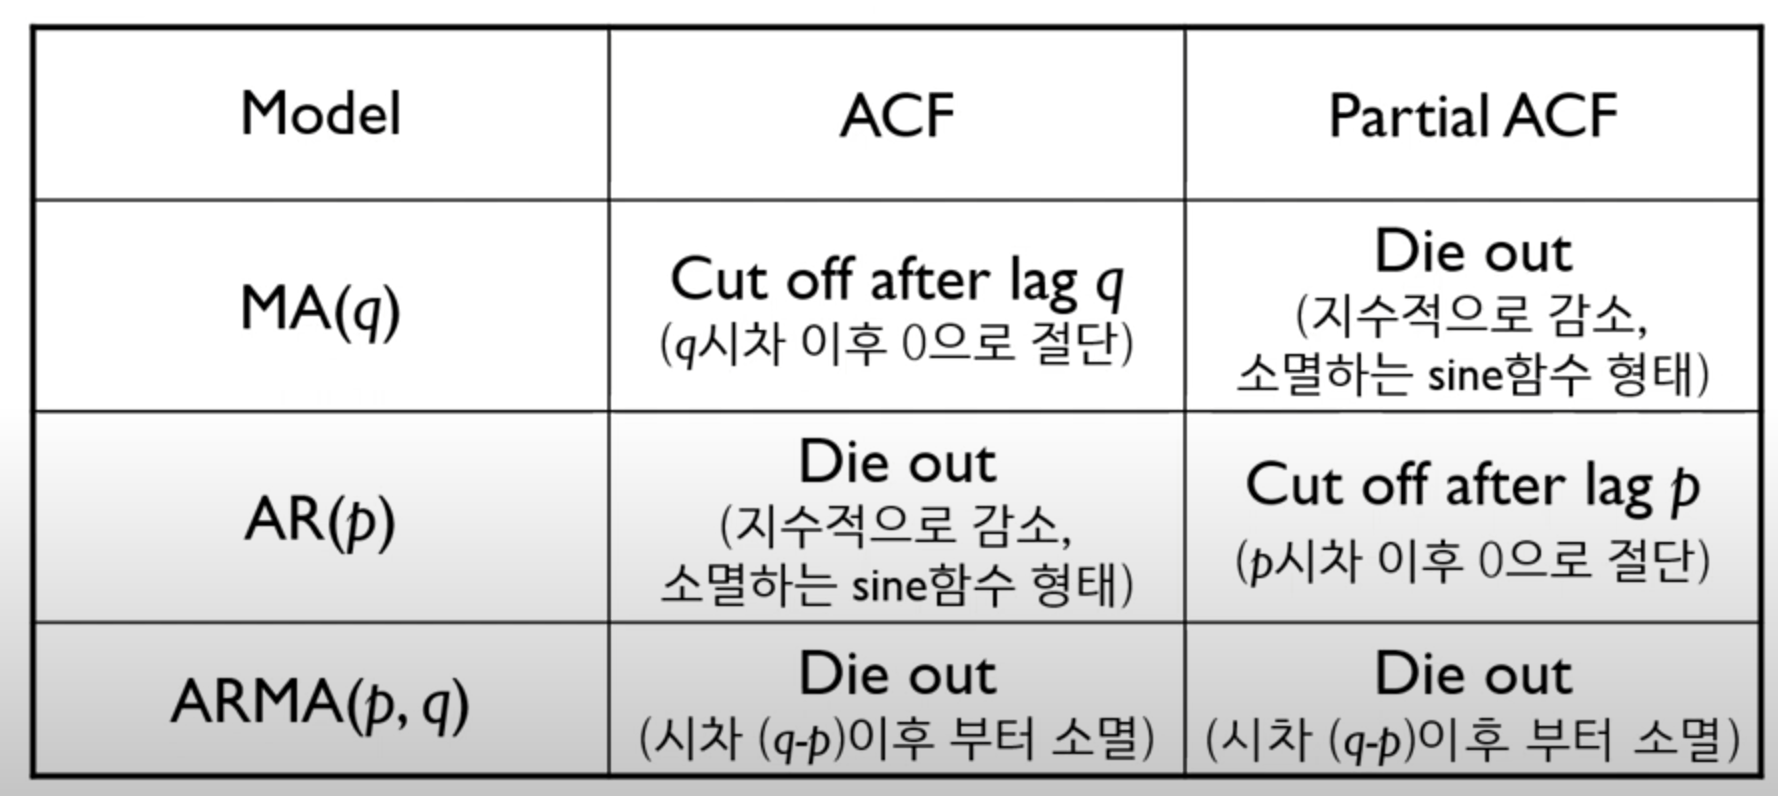 Model
ACF
Partial ACF
MA(q)
Cut off after lag q
(q시차 이후 0으로 절단)
Die out
(지수적으로 감소,
소멸하는 sine함수 형태)
AR(p)
Die out
(지수적으로 감소,
소멸하는 sine함수 형태)
Cut off after lag p
(p시차 이후 0으로 절단)
ARMA(p, q)
Die out
(시차 (q-p)이후 부터 소멸)
Die out
(시차 (q-p)이후 부터 소멸)